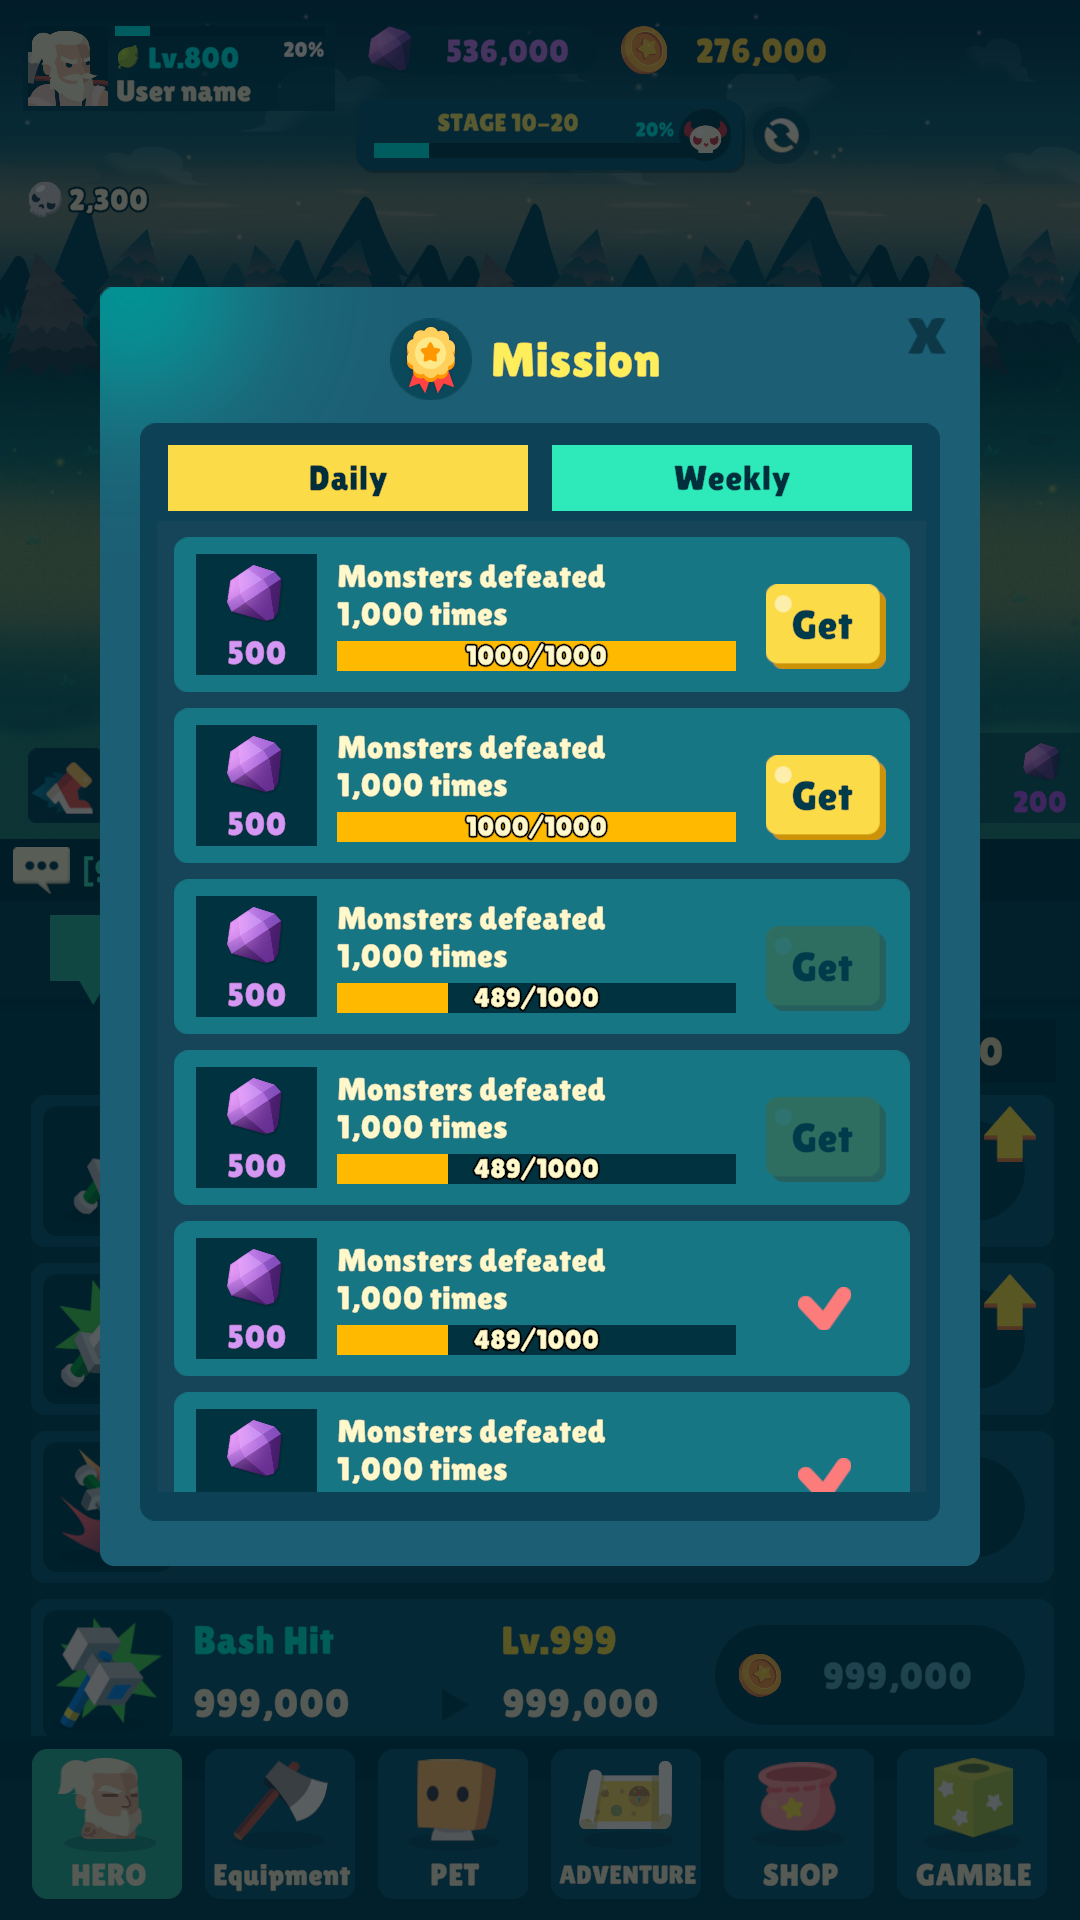 Lv.800
20%
User name
536,000
276,000
STAGE 10-20
20%
2,300
Mission
X
Daily
Weekly
Monsters defeated
1,000 times
500
1000/1000
Get
Monsters defeated
1,000 times
500
1000/1000
Get
Monsters defeated
1,000 times
500
489/1000
Get
Monsters defeated
1,000 times
500
489/1000
Get
Monsters defeated
1,000 times
500
489/1000
Monsters defeated
1,000 times
200
0
Bash Hit
Lv.999
999,000
999,000
999,000
HERO
Equipment
PET
ADVENTURE
SHOP
GAMBLE